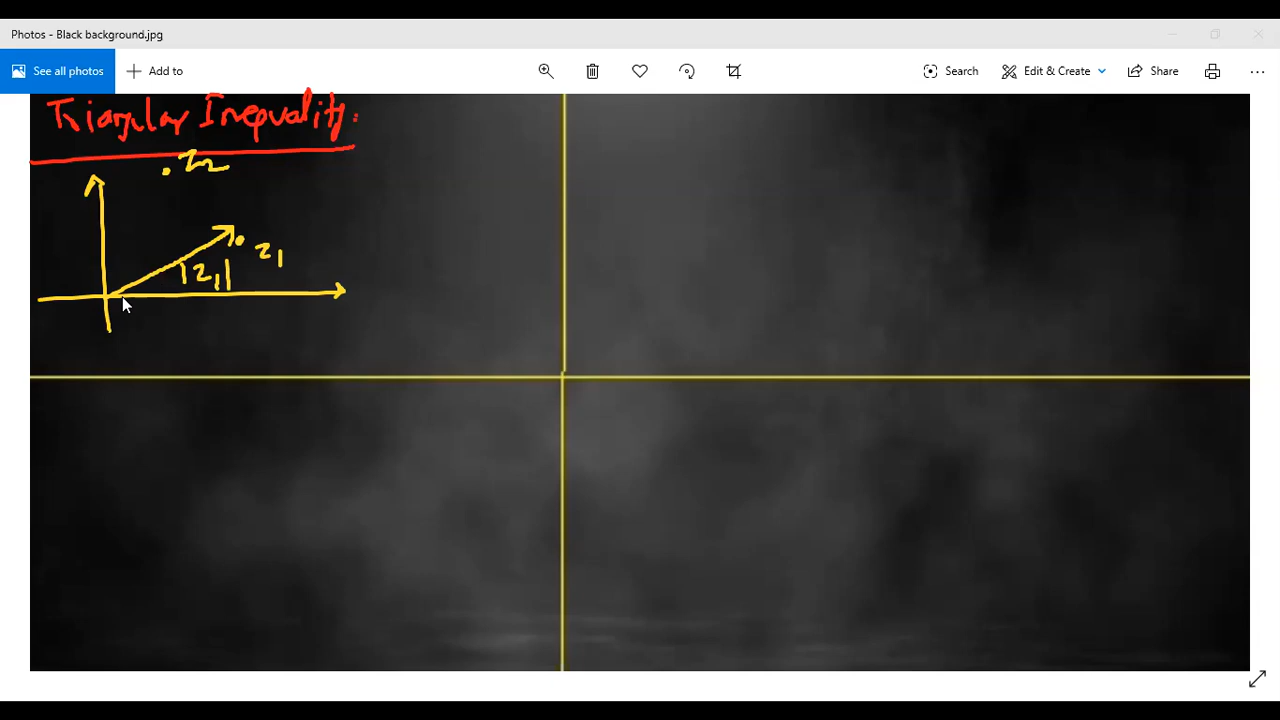 Photos - Black background.jpg
See all photos
Add to
Search
Edit & Create
Share
Triangular Inequality:
z2
z1
|z1|